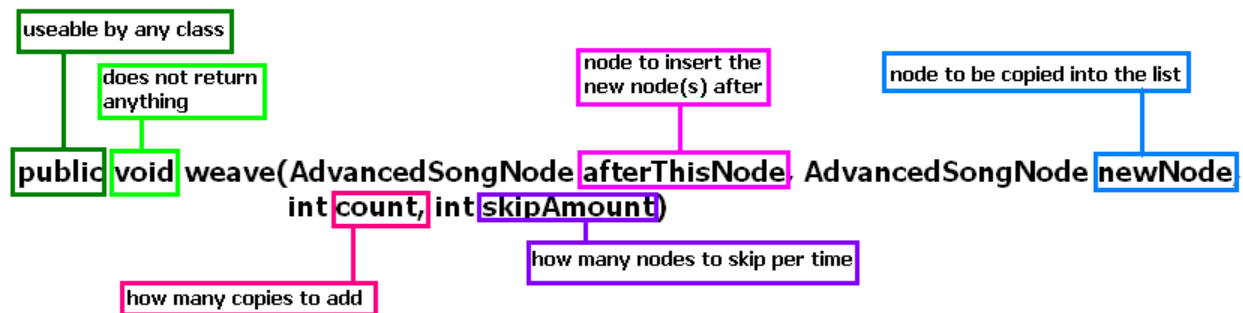 useable by any class
does not return
anything
node to insert the
new node(s) after
node to be copied into the list
public void weave(AdvancedSongNode afterThisNode, AdvancedSongNode newNode,
int count, int skipAmount)
how many nodes to skip per time
how many copies to add